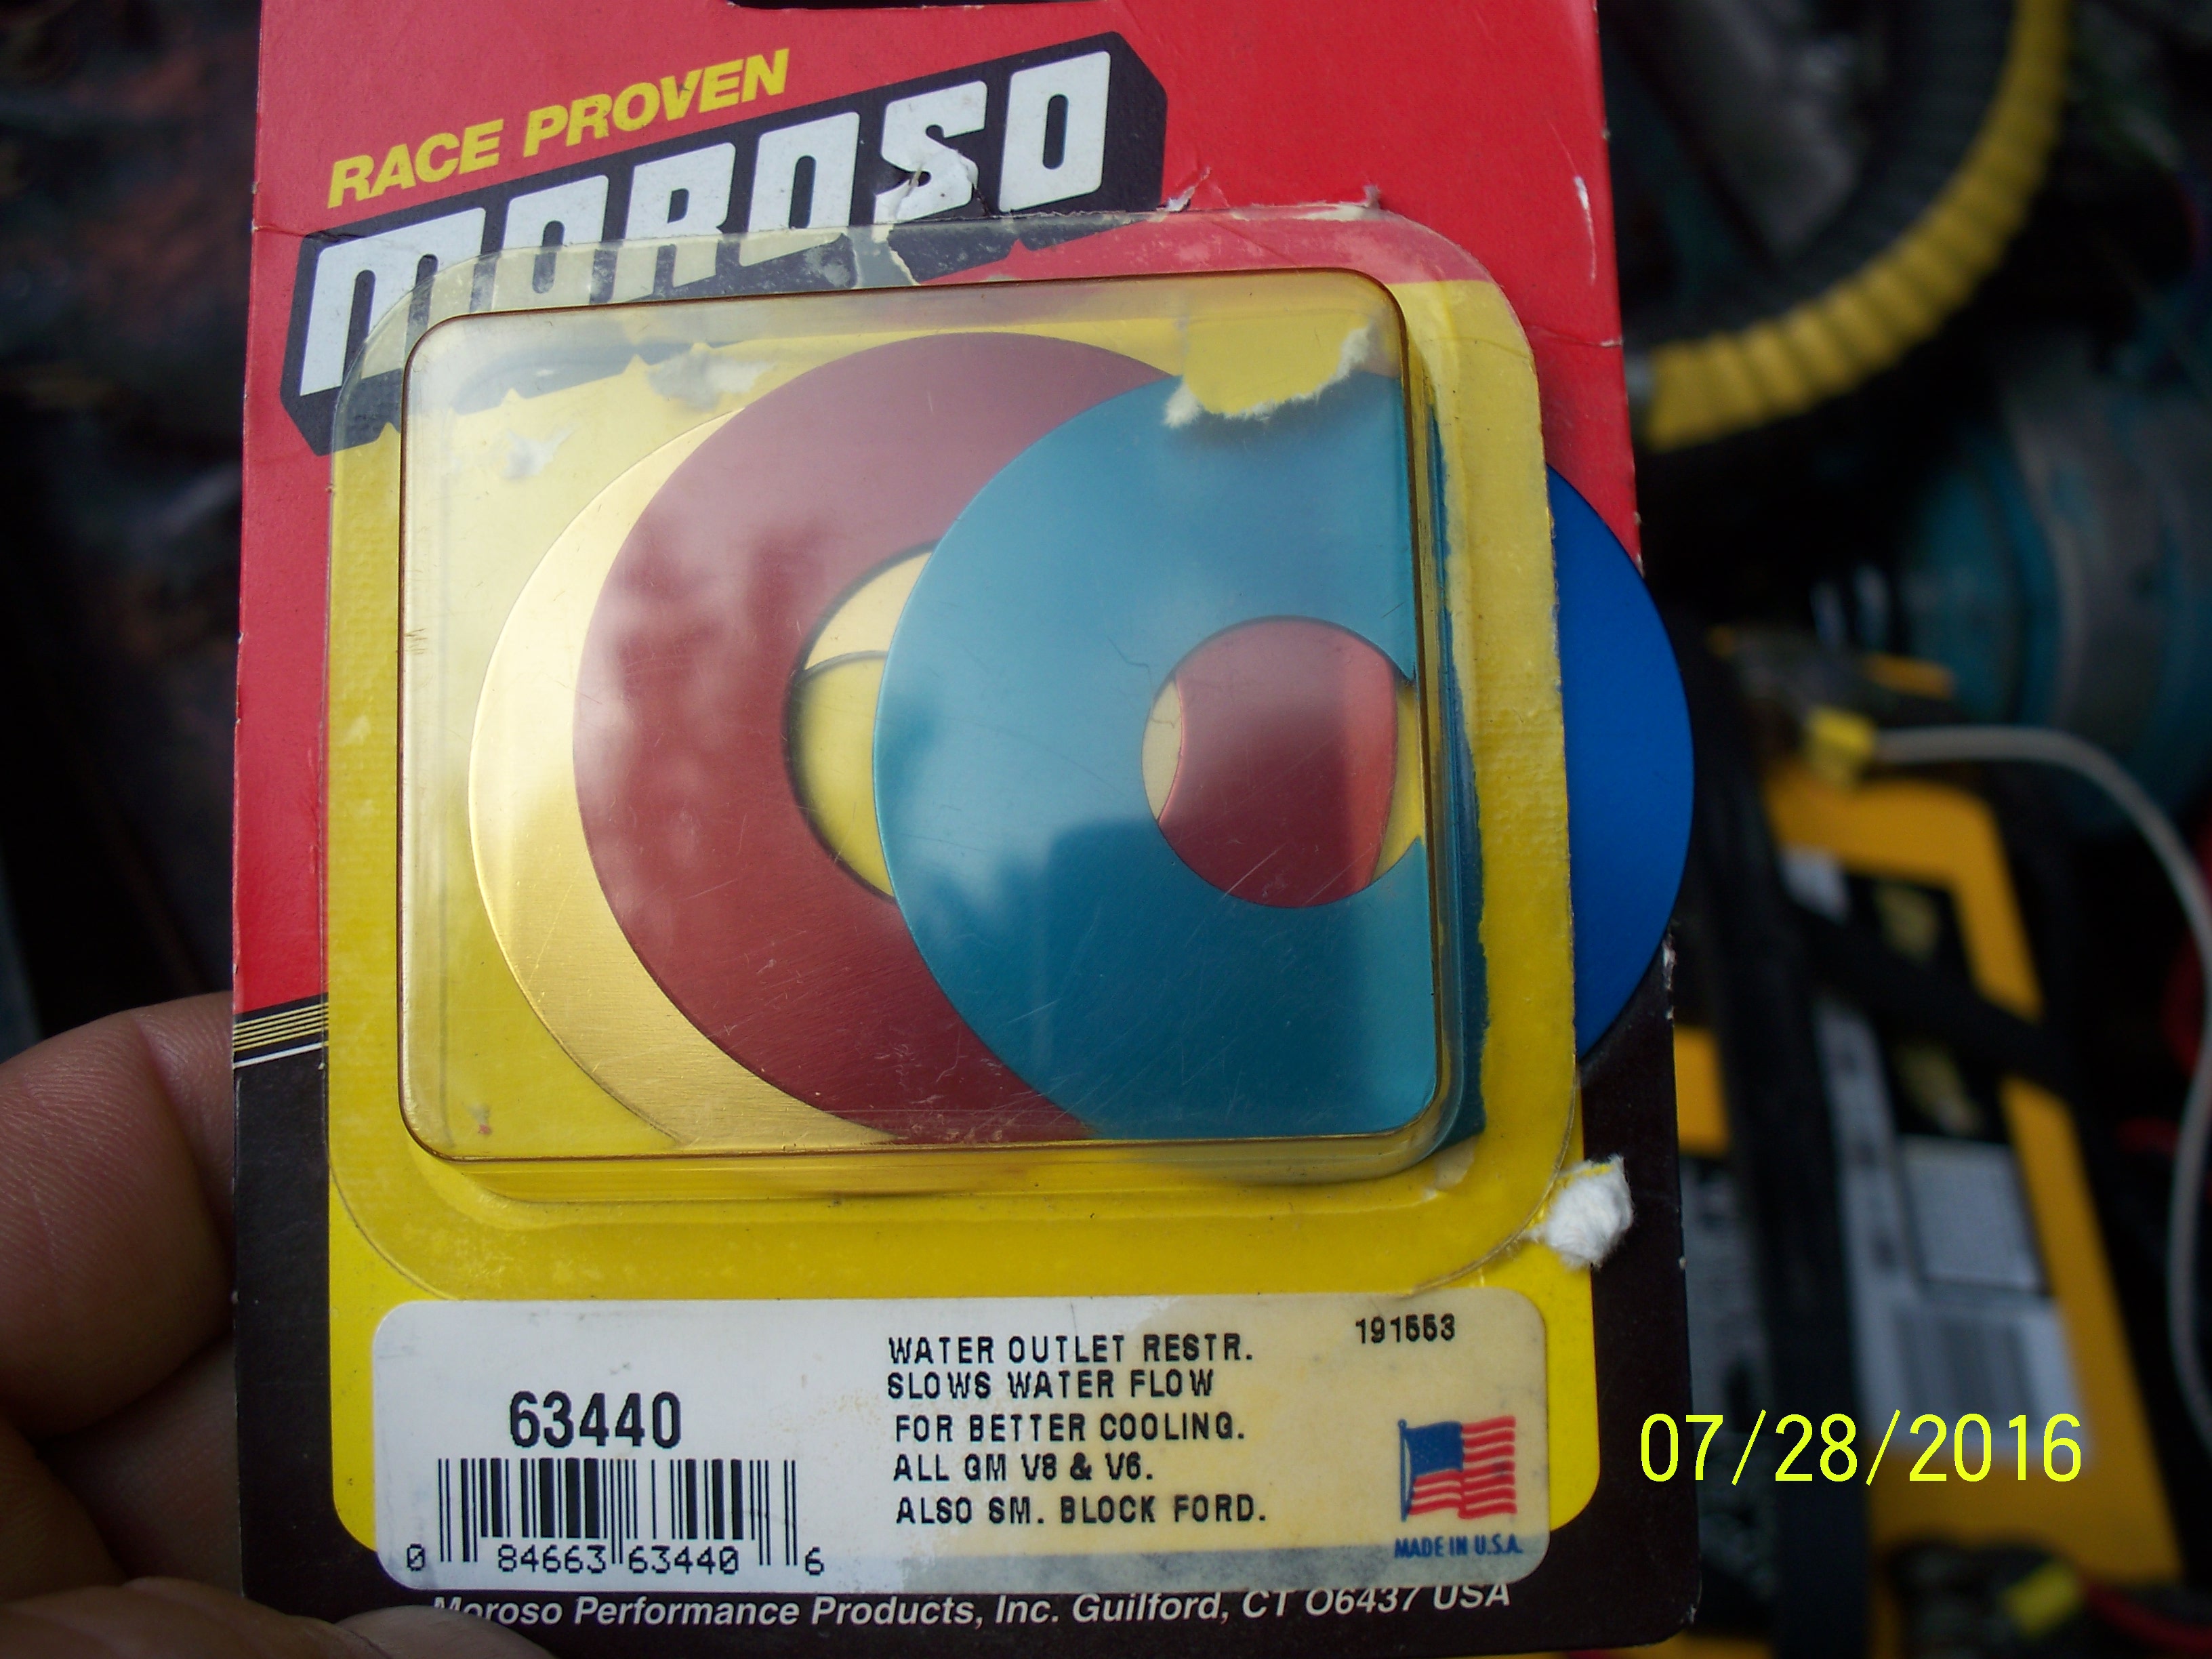 RACE PROVEN
MOROSO
191553
WATER OUTLET RESTR.
SLOWS WATER FLOW
FOR BETTER COOLING.
ALL GM V8 & V6.
ALSO SM. BLOCK FORD.
63440
0 84663 63440 6
MADE IN U.S.A.
Moroso Performance Products, Inc. Guilford, CT 06437 USA
07/28/2016